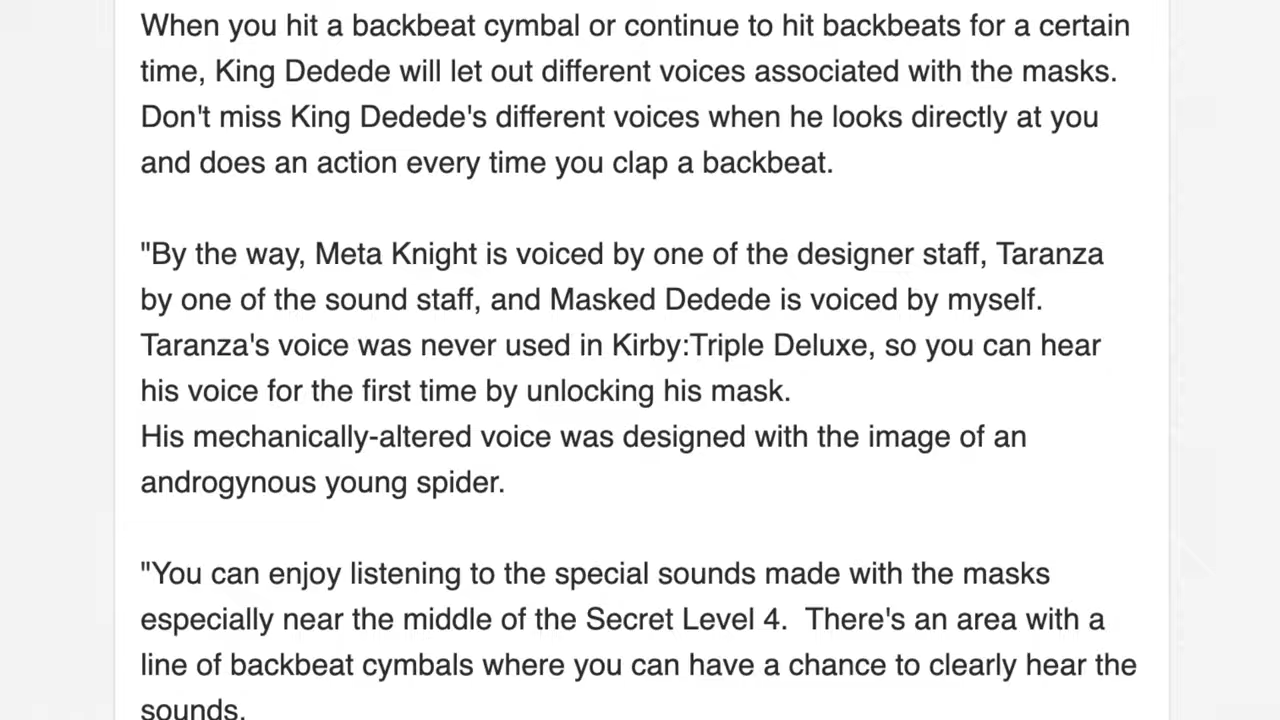 When you hit a backbeat cymbal or continue to hit backbeats for a certain
time, King Dedede will let out different voices associated with the masks.
Don't miss King Dedede's different voices when he looks directly at you
and does an action every time you clap a backbeat.
"By the way, Meta Knight is voiced by one of the designer staff, Taranza
by one of the sound staff, and Masked Dedede is voiced by myself.
Taranza's voice was never used in Kirby:Triple Deluxe, so you can hear
his voice for the first time by unlocking his mask.
His mechanically-altered voice was designed with the image of an
androgynous young spider.
"You can enjoy listening to the special sounds made with the masks
especially near the middle of the Secret Level 4.  There's an area with a
line of backbeat cymbals where you can have a chance to clearly hear the
sounds.